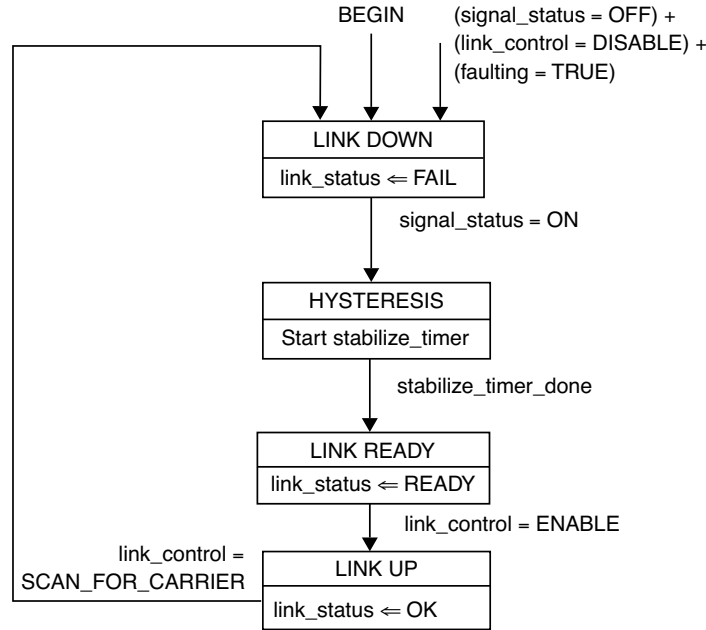 BEGIN
(signal_status = OFF) +
(link_control = DISABLE) +
(faulting = TRUE)
LINK DOWN
link_status ⇐ FAIL
signal_status = ON
HYSTERESIS
Start stabilize_timer
stabilize_timer_done
LINK READY
link_status ⇐ READY
link_control = ENABLE
link_control =
SCAN_FOR_CARRIER
LINK UP
link_status ⇐ OK